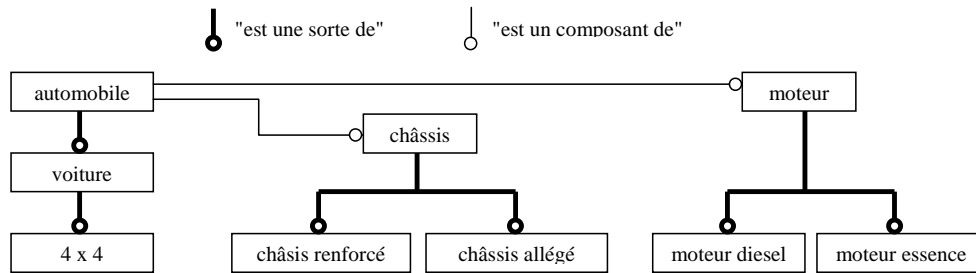 "est une sorte de" "est un composant de"
automobile moteur
châssis
voiture
4 x 4 châsis renforcé châssis allégé moteur diesel moteur essence